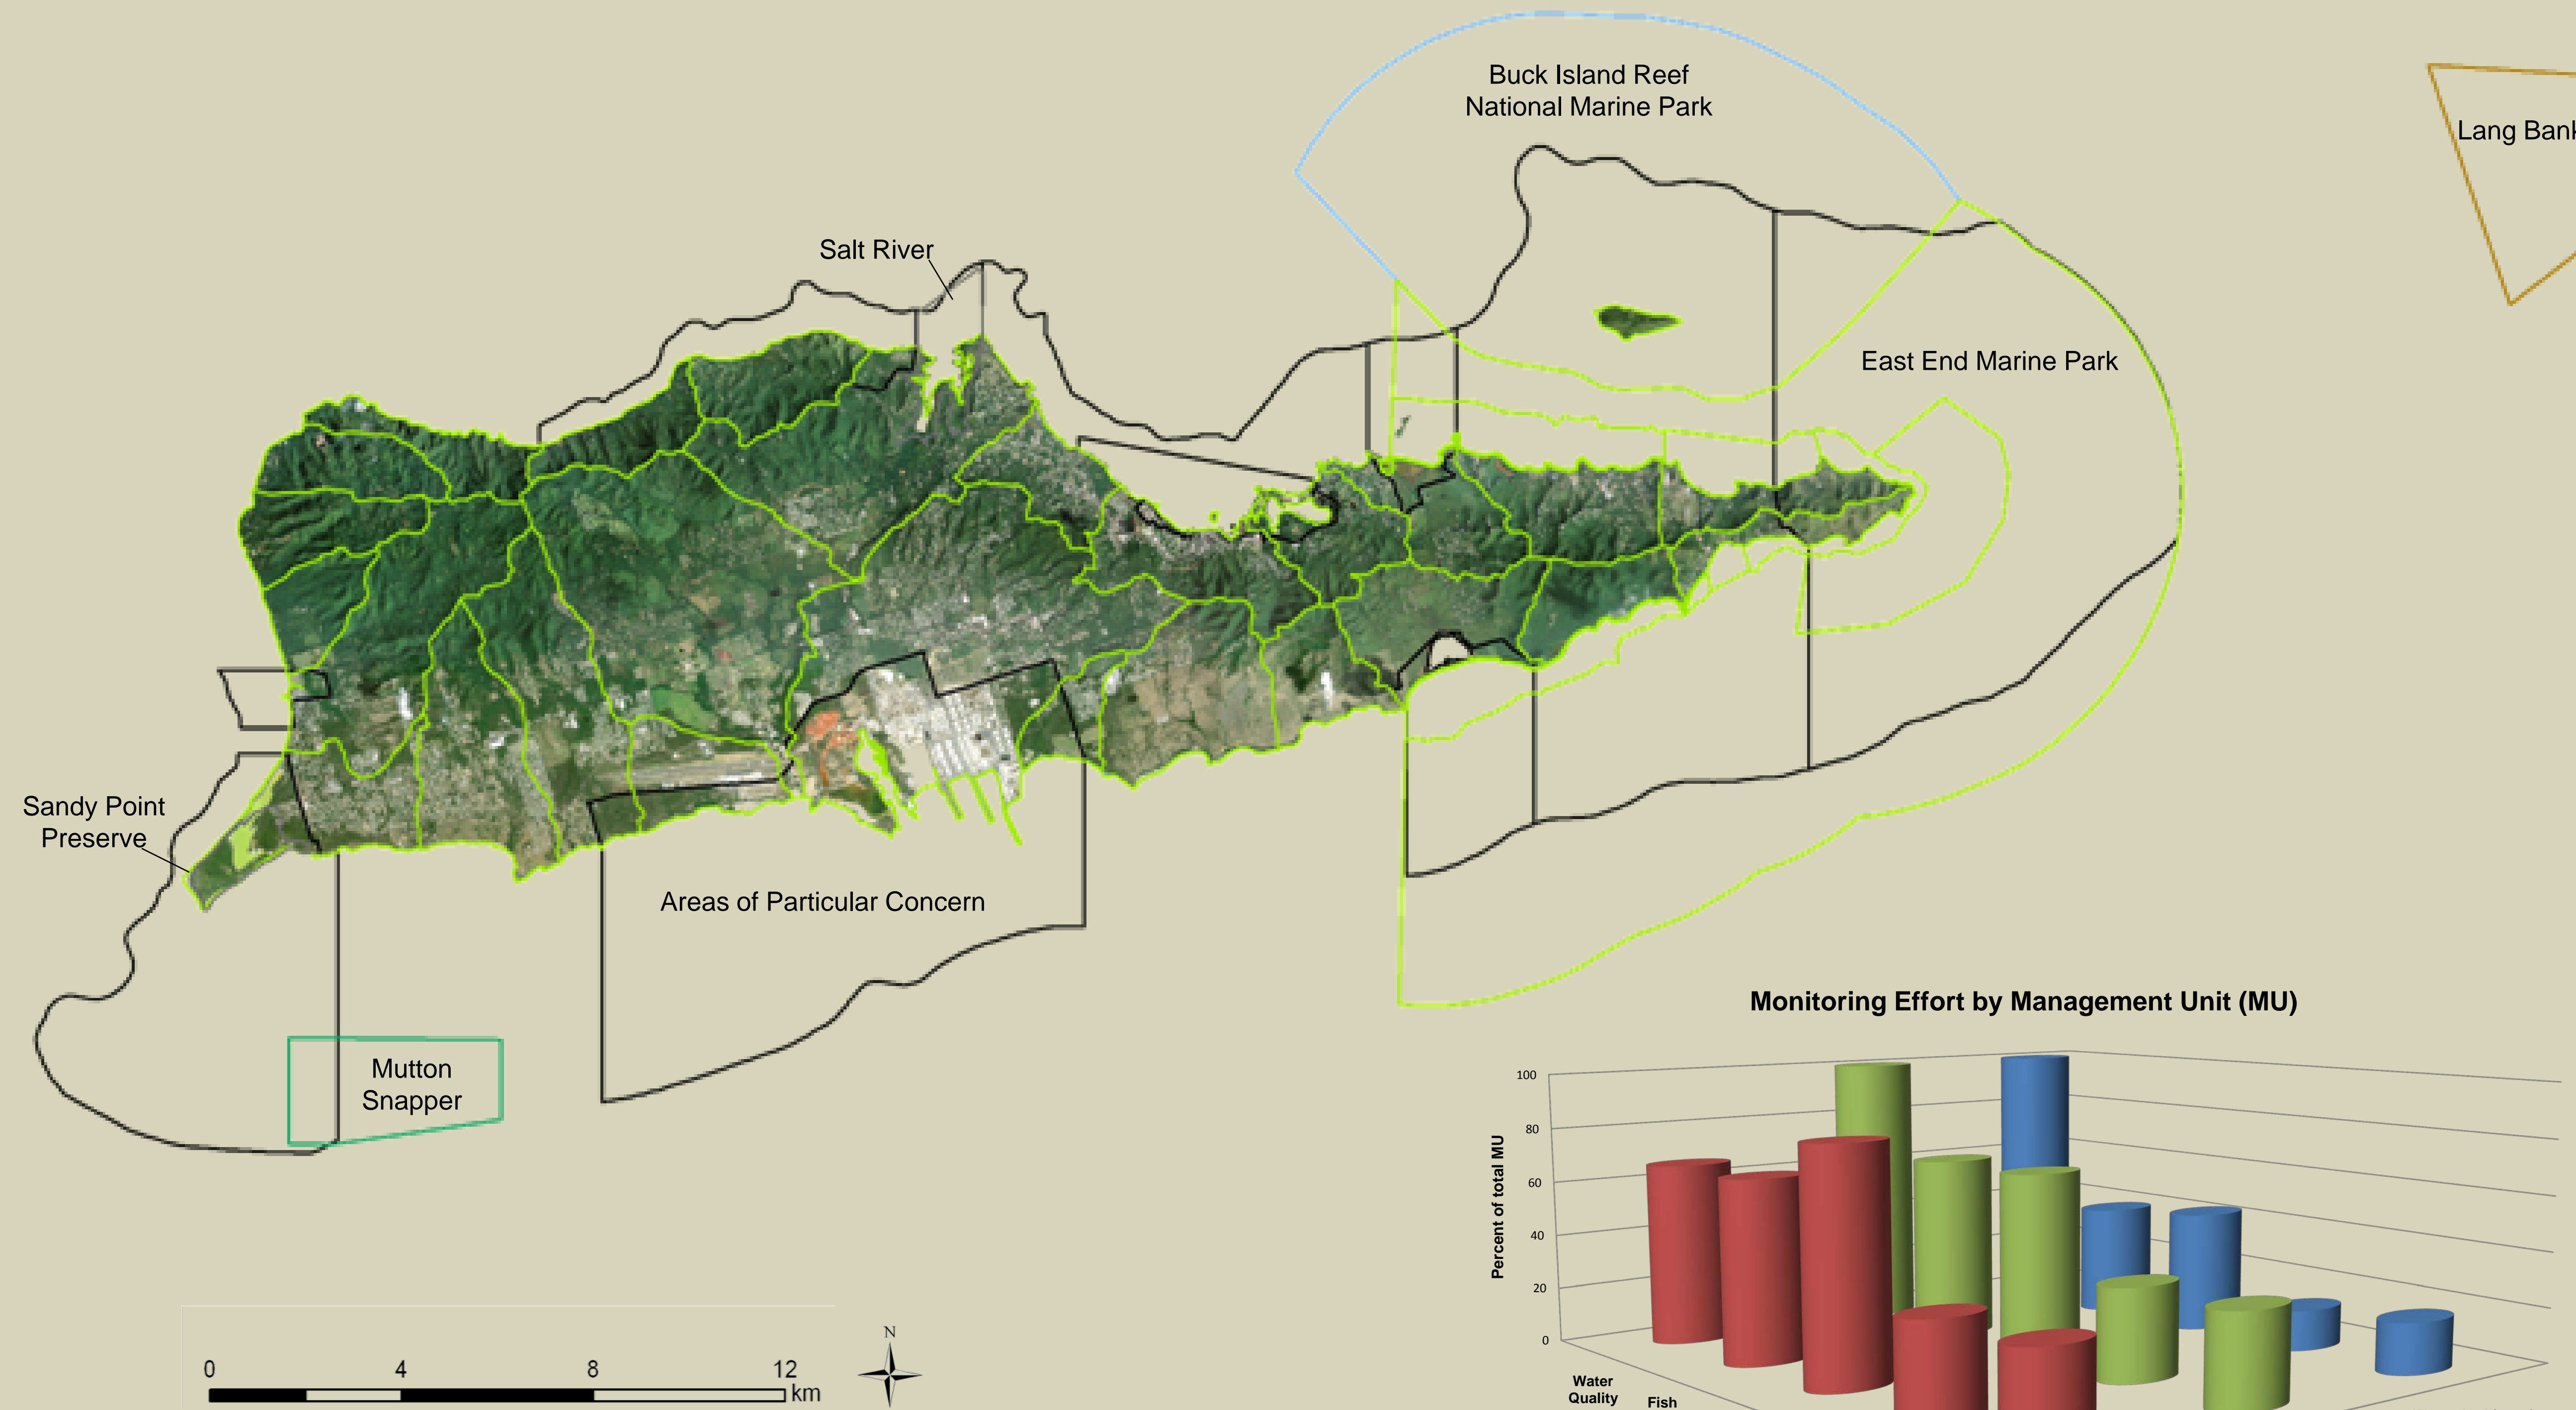 Buck Island Reef
National Marine Park
Lang Bank
Salt River
East End Marine Park
Sandy Point
Preserve
Areas of Particular Concern
Mutton
Snapper
Monitoring Effort by Management Unit (MU)
Percent of total MU
100
80
60
40
20
0
Water
Quality
Fish
N
0 4 8 12
km